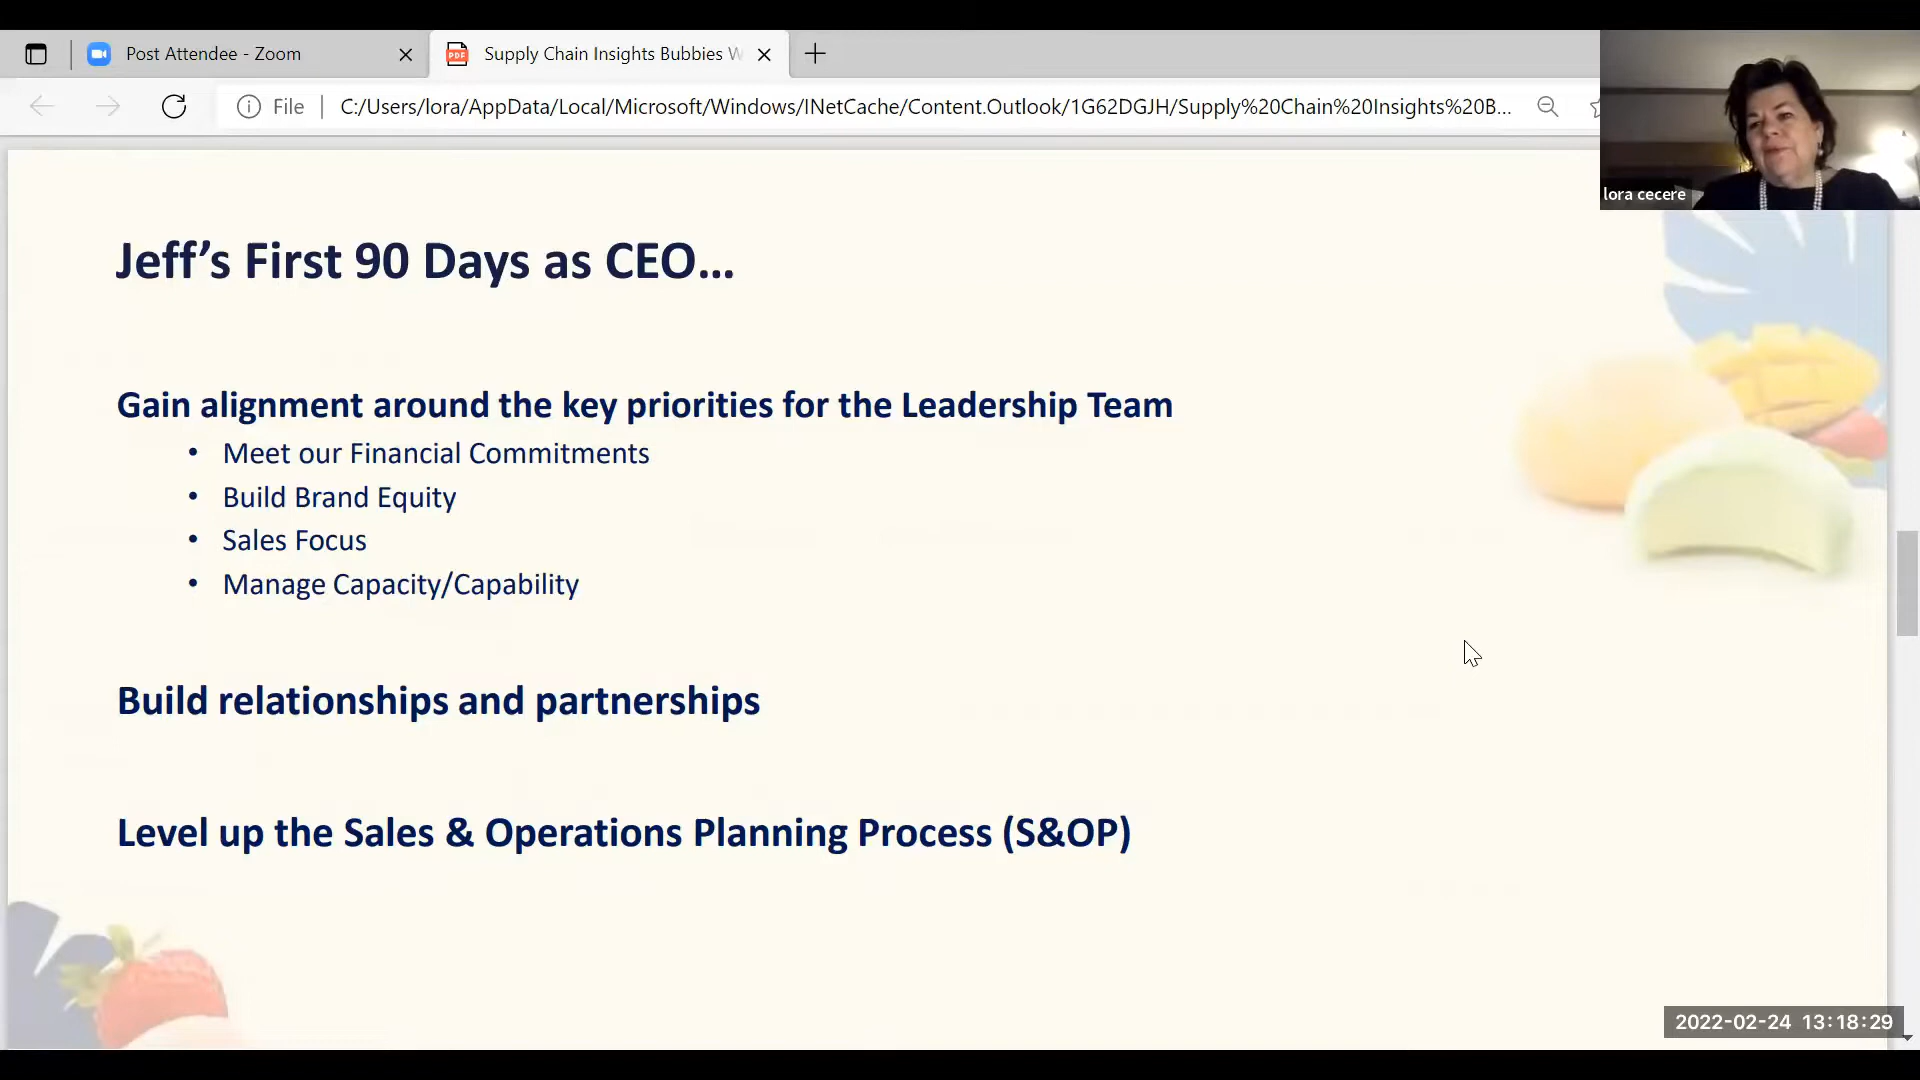 Post Attendee - Zoom
Supply Chain Insights Bubbies W
File
C:/Users/lora/AppData/Local/Microsoft/Windows/INetCache/Content.Outlook/1G62DGJH/Supply%20Chain%20Insights%20B...
lora cecere
Jeff’s First 90 Days as CEO…
Gain alignment around the key priorities for the Leadership Team
• Meet our Financial Commitments
• Build Brand Equity
• Sales Focus
• Manage Capacity/Capability
Build relationships and partnerships
Level up the Sales & Operations Planning Process (S&OP)
2022-02-24 13:18:29